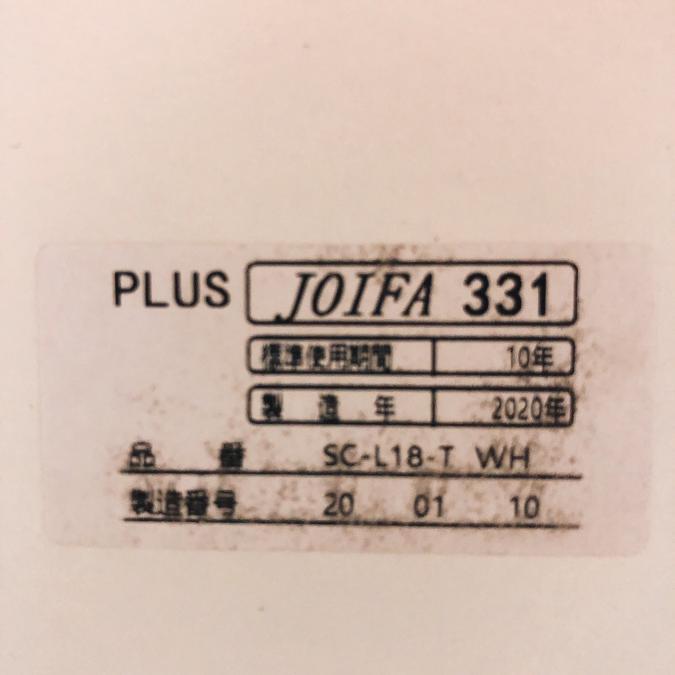 PLUS JOIFA 331
標準使用期間 10年
製造年 2020年
品番 SC-L18-T WH
製造番号 20 01 10